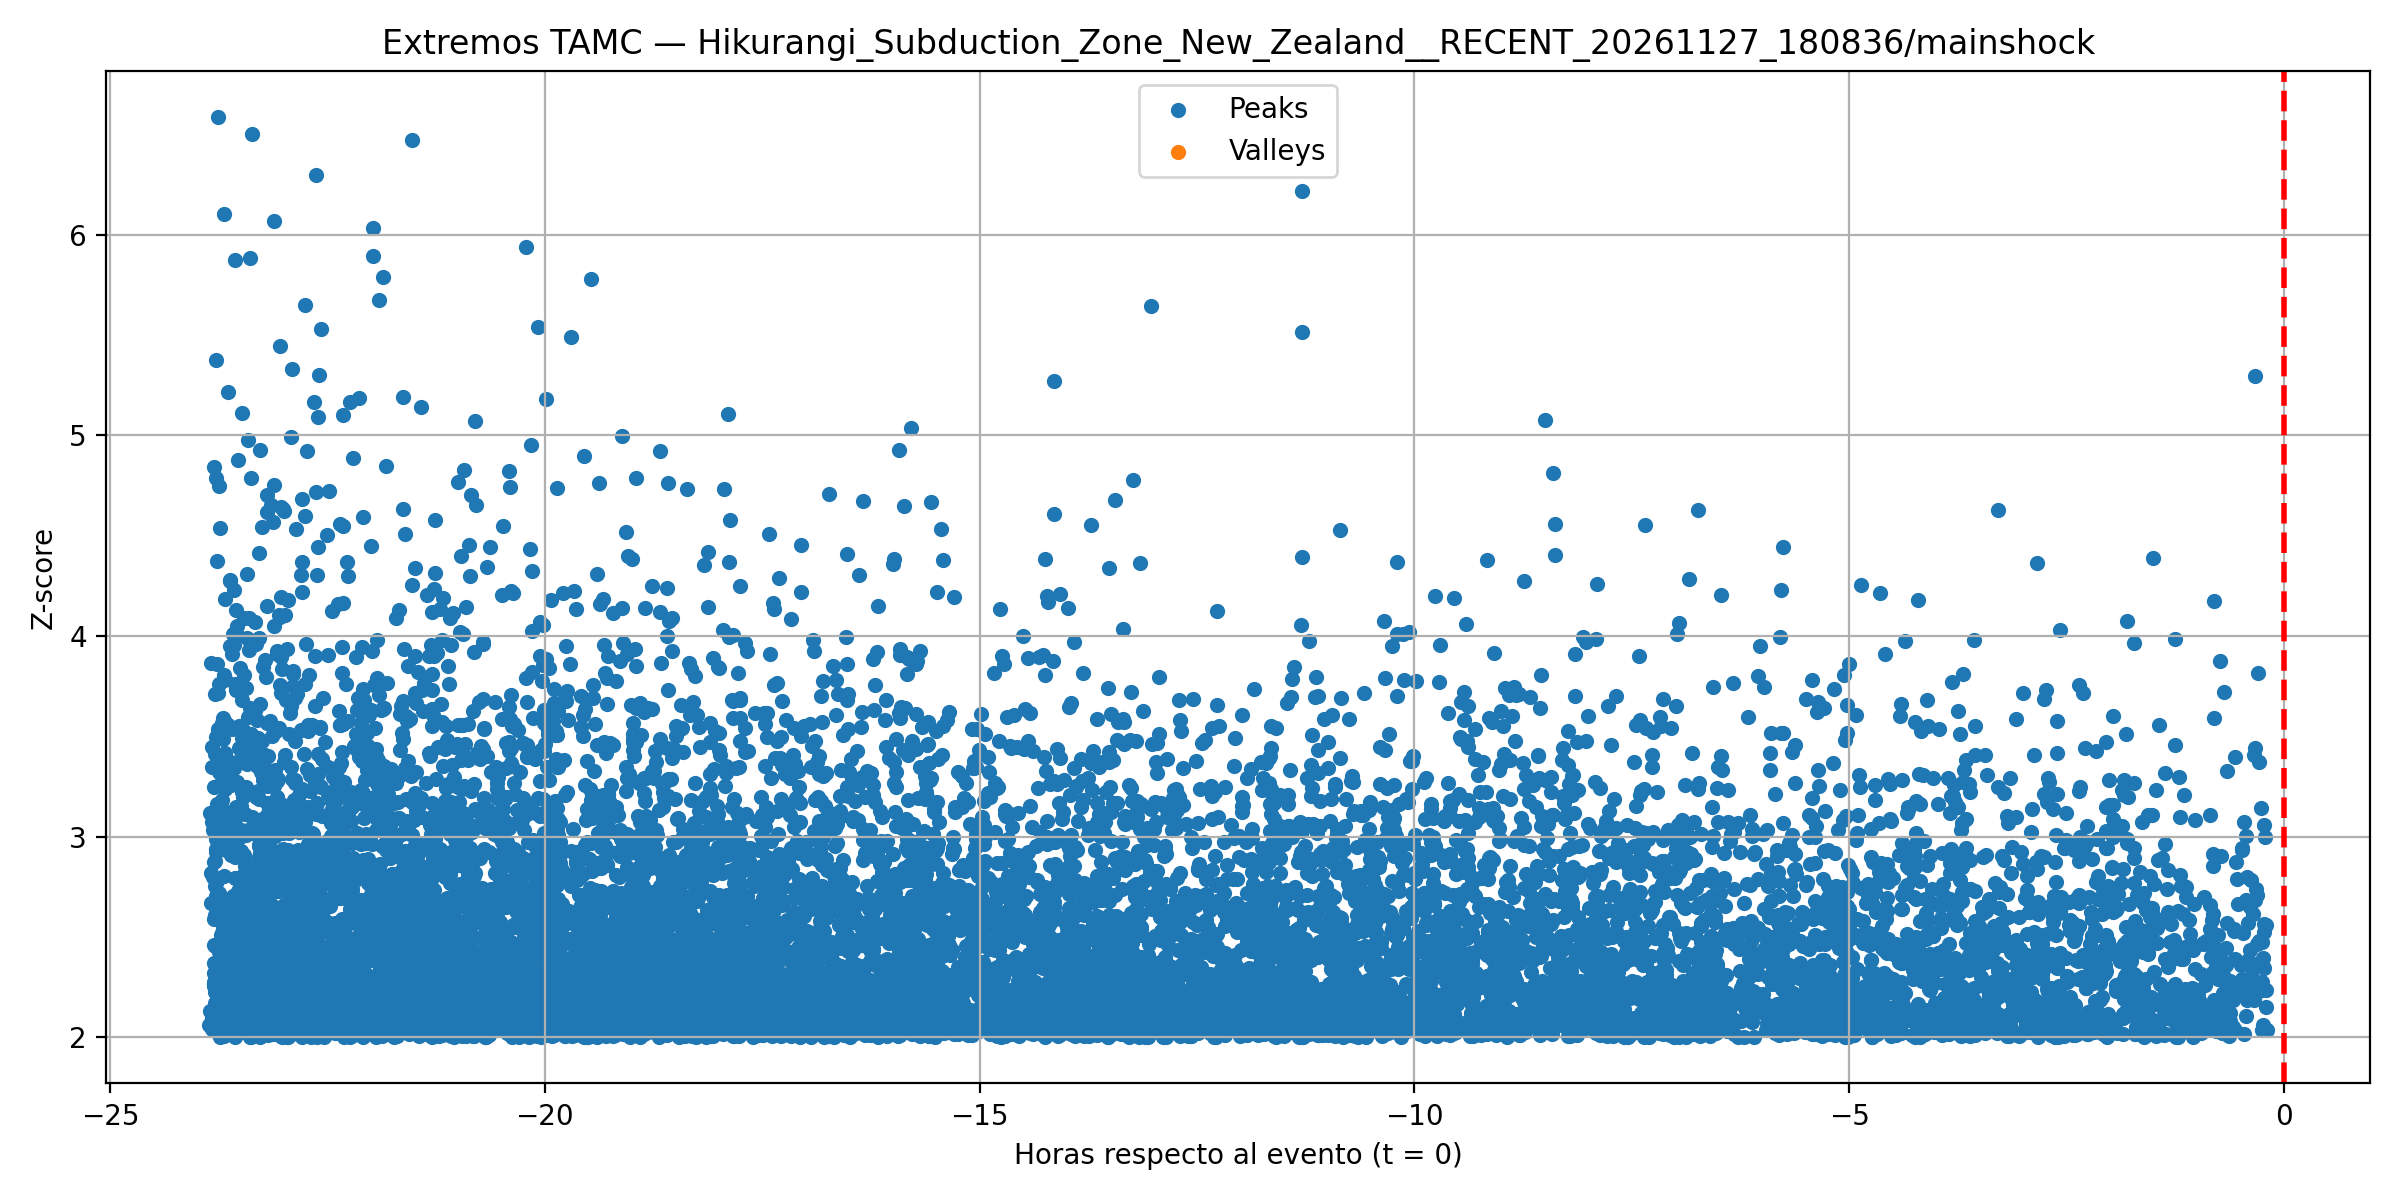 Extremos TAMC — Hikurangi_Subduction_Zone_New_Zealand__RECENT_20261127_180836/mainshock
Peaks
Valleys
Z-score
6
5
4
3
2
−25 −20 −15 −10 −5 0
Horas respecto al evento (t = 0)